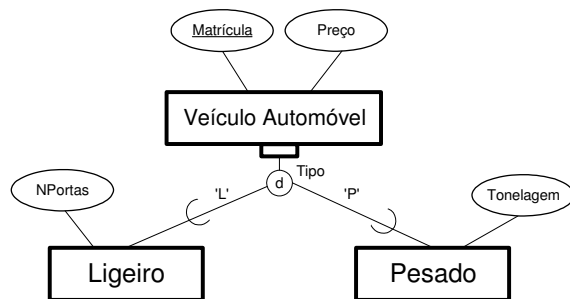 Matrícula
Preço
Veículo Automóvel
d
Tipo
NPortas
'L'
'P'
Tonelagem
Ligeiro
Pesado